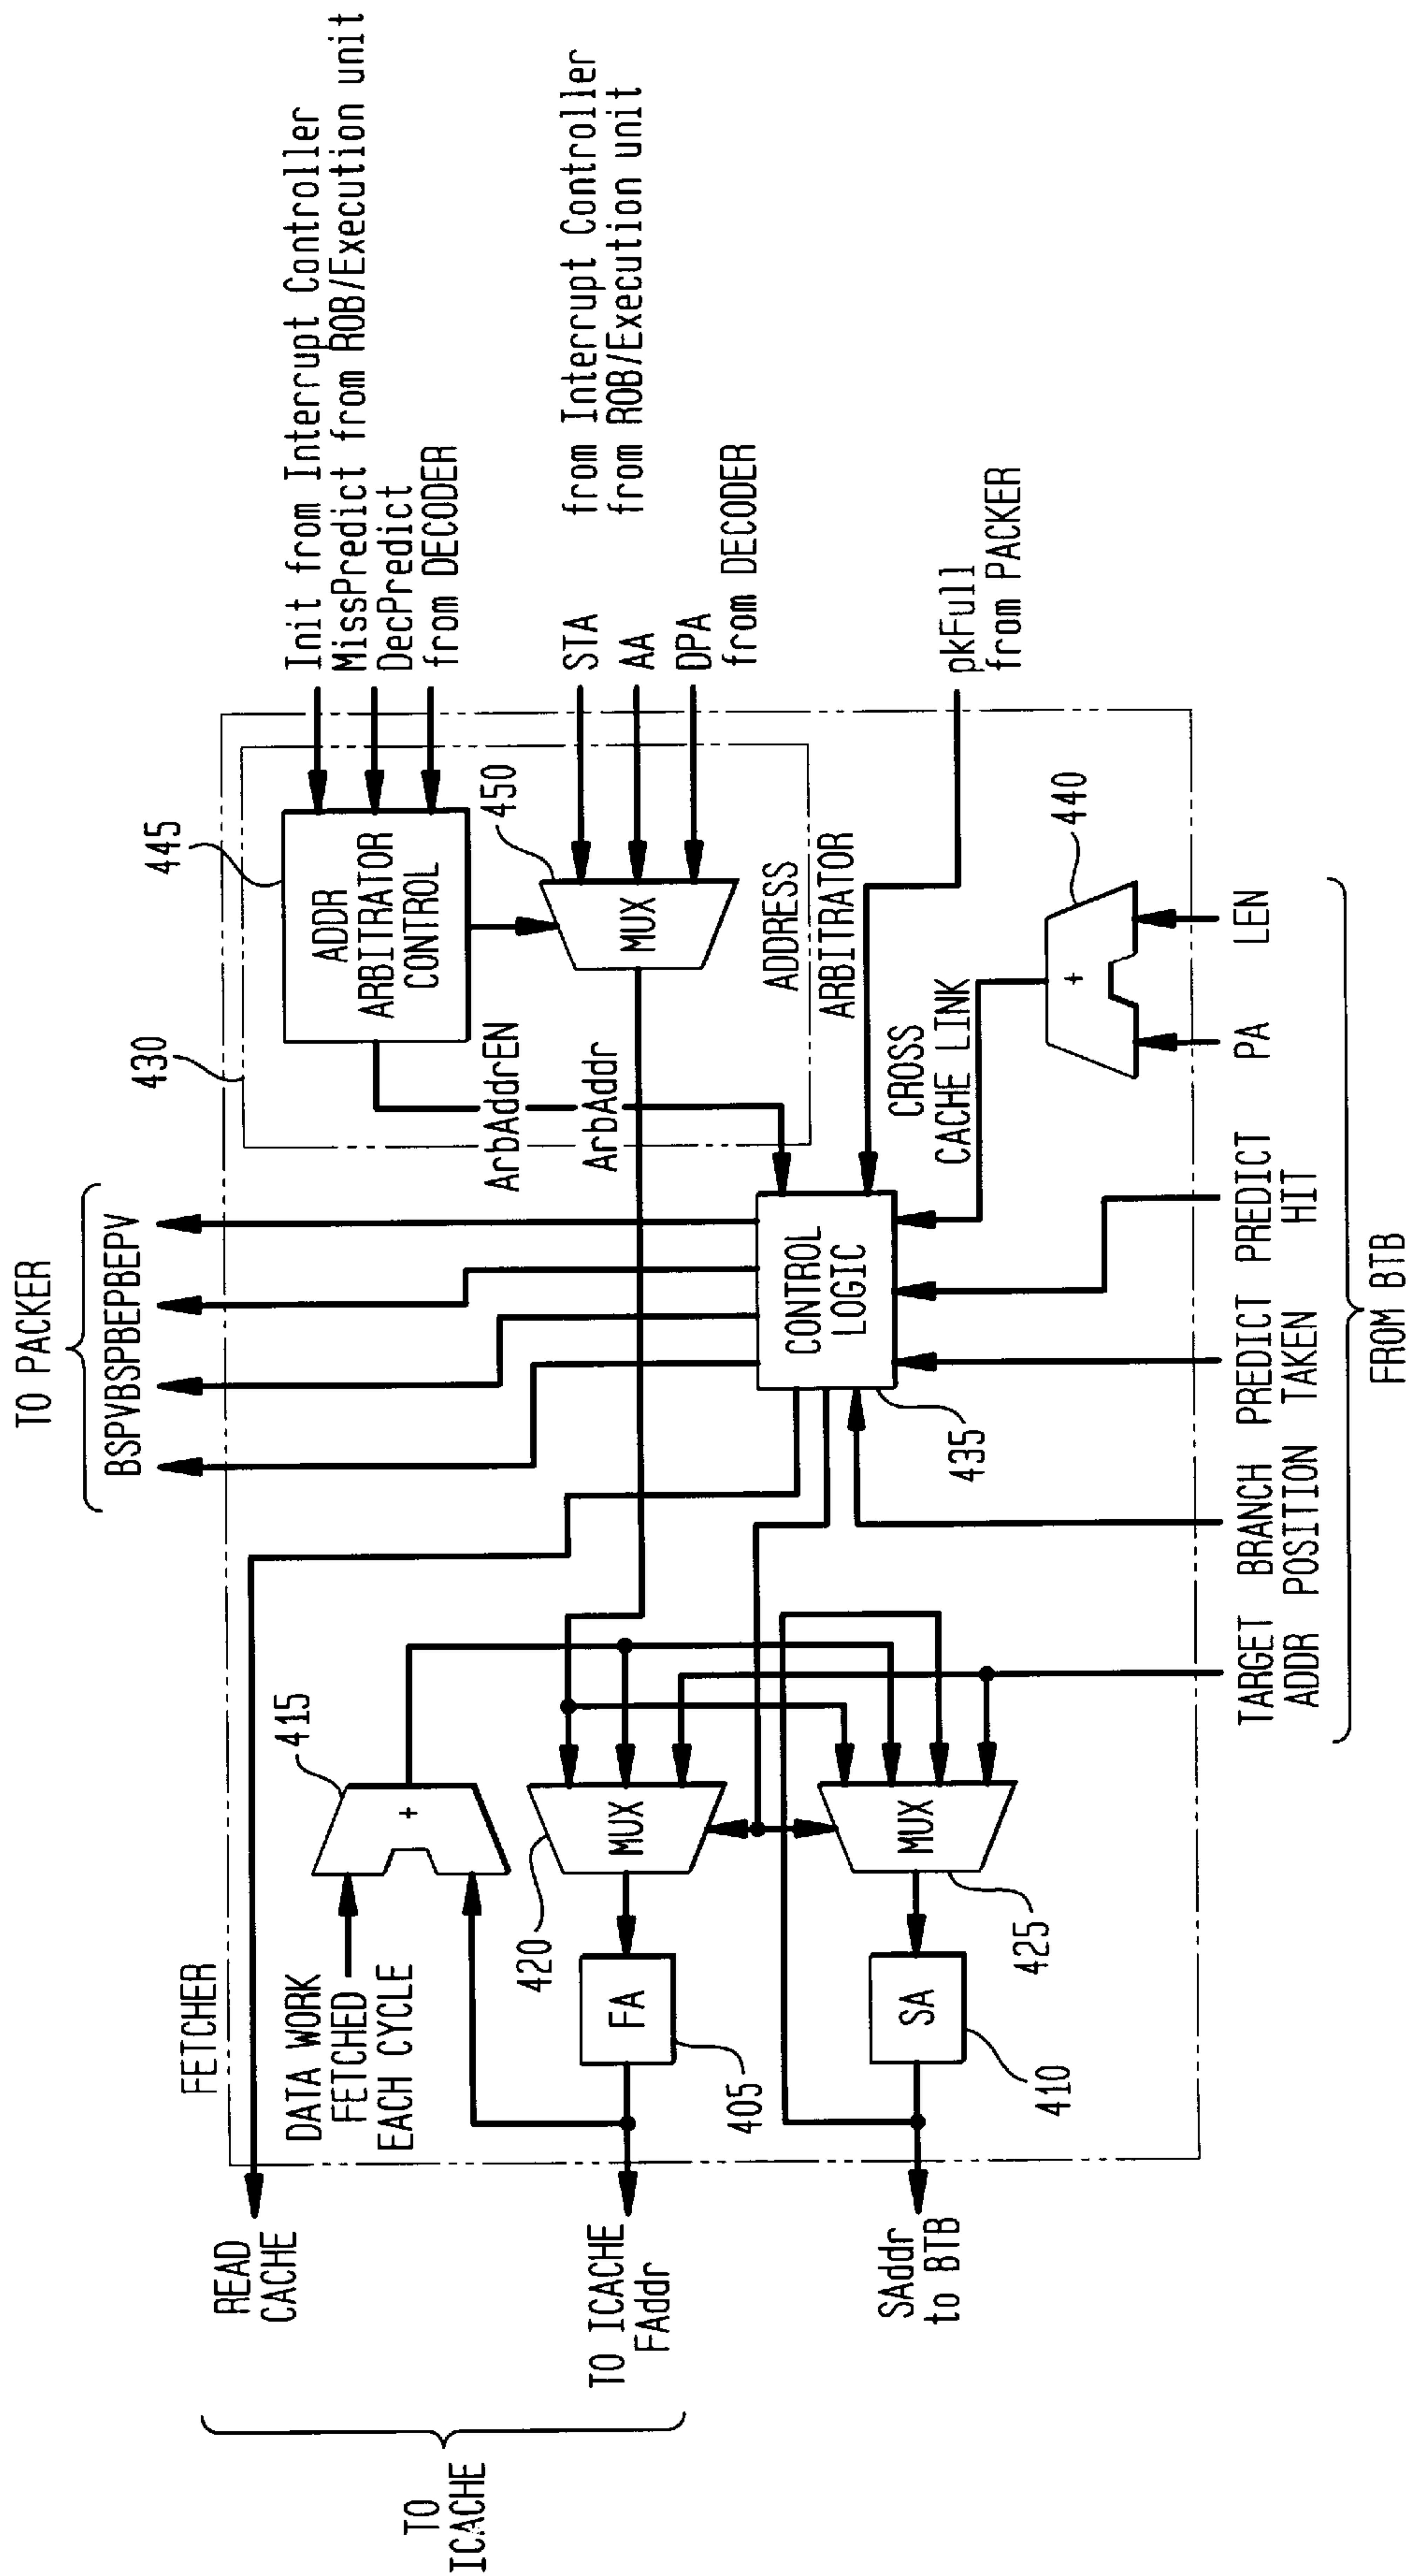 TO PACKER
BSPVBSPBEPBEPV
Init from Interrupt Controller
MissPredict from ROB/Execution unit
DecPredict
from DECODER
445
430
ADDR
ARBITRATOR
CONTROL
450
MUX
STA
from Interrupt Controller
AA
from ROB/Execution unit
DPA
from DECODER
ADDRESS
ARBITRATOR
ArbAddrEN
ArbAddr
pkFull
from PACKER
FETCHER
READ
CACHE
DATA WORK
FETCHED
EACH CYCLE
415
+
TO ICACHE
FAddr
TO
ICACHE
420
MUX
FA
405
MUX
425
SA
410
SAddr
to BTB
CONTROL
LOGIC
435
CROSS
CACHE LINK
440
+
TARGET
ADDR
BRANCH
POSITION
PREDICT
TAKEN
PREDICT
HIT
PA
LEN
FROM BTB